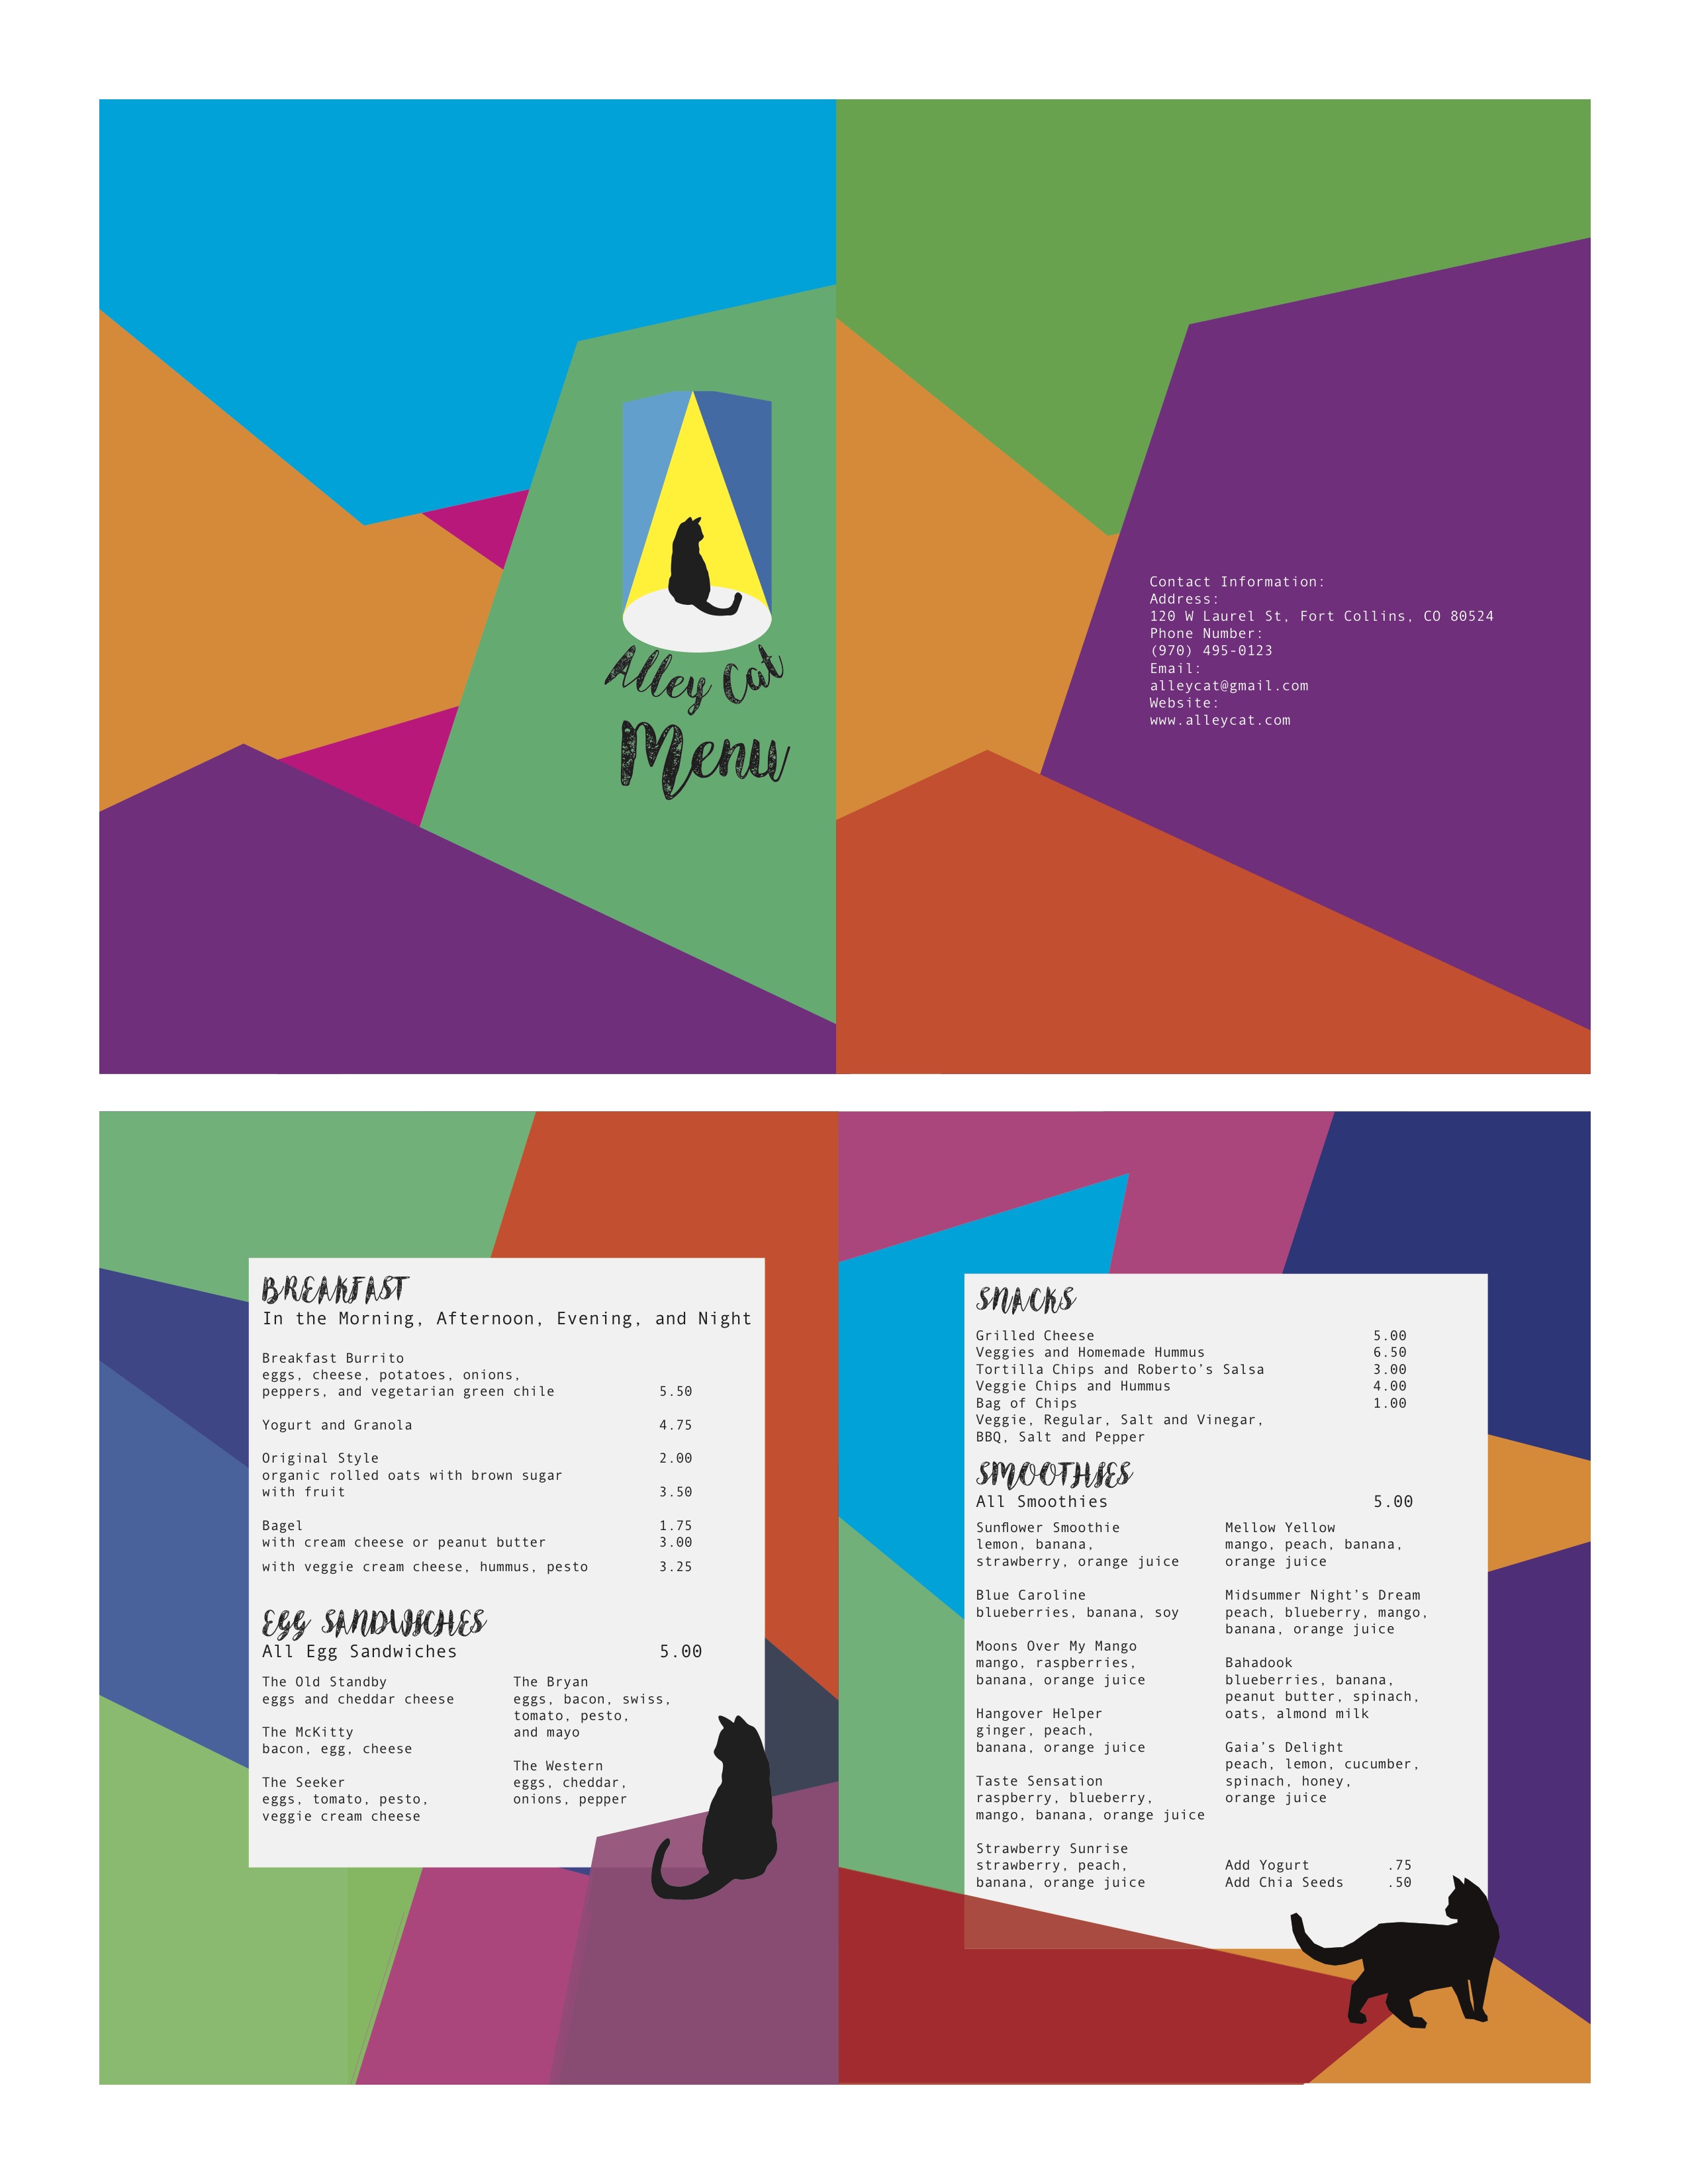 Alley Cat
Menu
Contact Information:
Address:
120 W Laurel St, Fort Collins, CO 80524
Phone Number:
(970) 495-0123
Email:
alleycat@gmail.com
Website:
www.alleycat.com
BREAKFAST
In the Morning, Afternoon, Evening, and Night
Breakfast Burrito
eggs, cheese, potatoes, onions,
peppers, and vegetarian green chile 5.50
Yogurt and Granola 4.75
Original Style 2.00
organic rolled oats with brown sugar
with fruit 3.50
Bagel 1.75
with cream cheese or peanut butter 3.00
with veggie cream cheese, hummus, pesto 3.25
Egg SANDWICHES
All Egg Sandwiches 5.00
The Old Standby
eggs and cheddar cheese
The McKitty
bacon, egg, cheese
The Seeker
eggs, tomato, pesto,
veggie cream cheese
The Bryan
eggs, bacon, swiss,
tomato, pesto,
and mayo
The Western
eggs, cheddar,
onions, pepper
SNACKS
Grilled Cheese 5.00
Veggies and Homemade Hummus 6.50
Tortilla Chips and Roberto's Salsa 3.00
Veggie Chips and Hummus 4.00
Bag of Chips 1.00
Veggie, Regular, Salt and Vinegar,
BBQ, Salt and Pepper
SMOOTHIES
All Smoothies 5.00
Sunflower Smoothie
lemon, banana,
strawberry, orange juice
Blue Caroline
blueberries, banana, soy
Moons Over My Mango
mango, raspberries,
banana, orange juice
Hangover Helper
ginger, peach,
banana, orange juice
Taste Sensation
raspberry, blueberry,
mango, banana, orange juice
Strawberry Sunrise
strawberry, peach,
banana, orange juice
Mellow Yellow
mango, peach, banana,
orange juice
Midsummer Night's Dream
peach, blueberry, mango,
banana, orange juice
Bahadook
blueberries, banana,
peanut butter, spinach,
oats, almond milk
Gaia's Delight
peach, lemon, cucumber,
spinach, honey,
orange juice
Add Yogurt .75
Add Chia Seeds .50